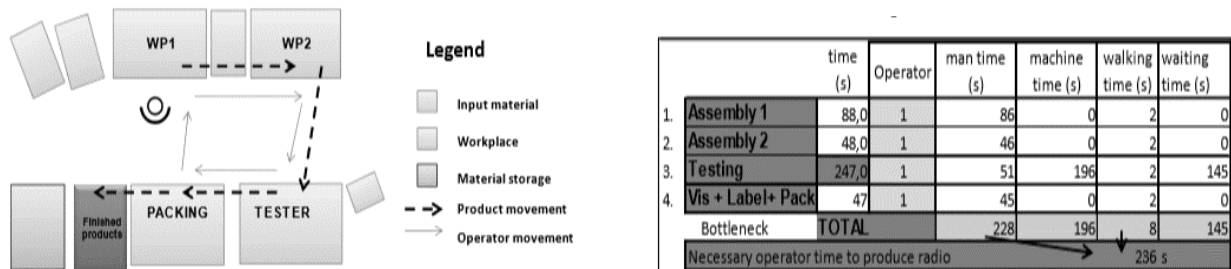 WP1
WP2
PACKING
TESTER
Finished
products
Legend
Input material
Workplace
Material storage
Product movement
Operator movement
time (s) Operator man time (s) machine time (s) walking time (s) waiting time (s)
1. Assembly 1 88,0 1 86 0 2 0
2. Assembly 2 48,0 1 46 0 2 0
3. Testing 247,0 1 51 196 2 145
4. Vis + Label+ Pack 47 1 45 0 2 0
Bottleneck TOTAL 228 196 8 145
Necessary operator time to produce radio 236 s